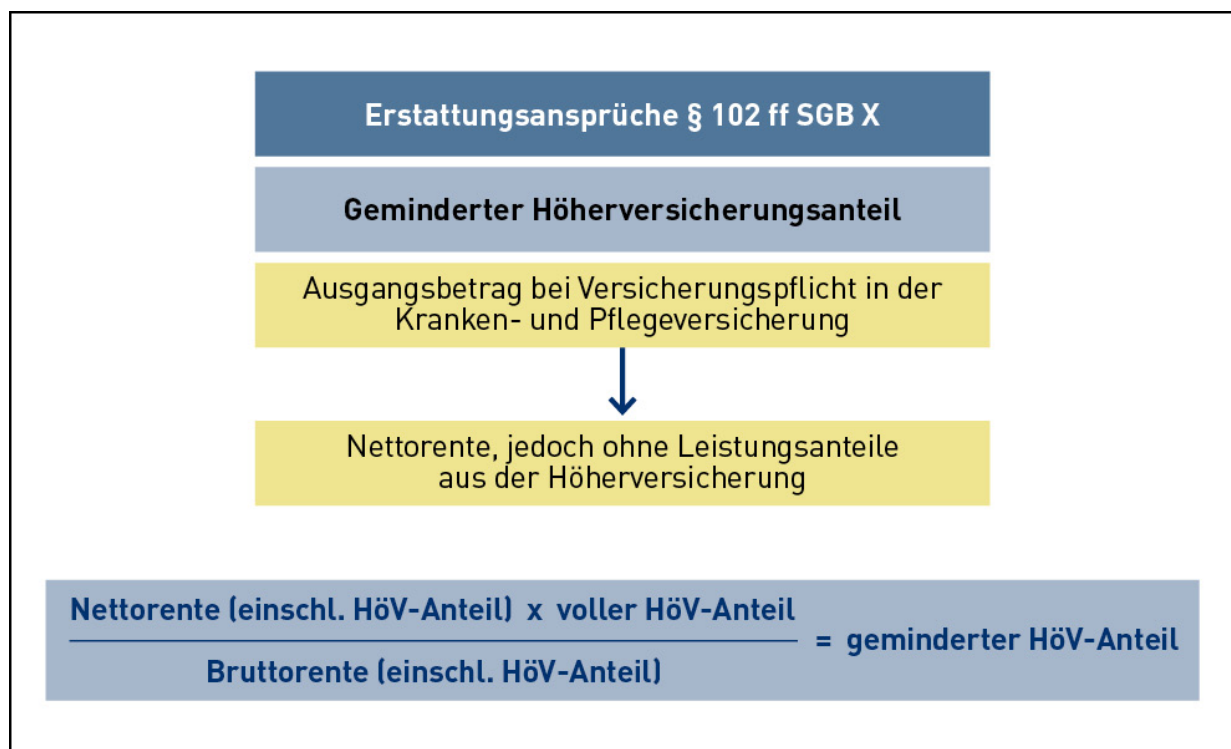 Erstattungsansprüche § 102 ff SGB X
Geminderter Höherversicherungsanteil
Ausgangsbetrag bei Versicherungspflicht in der
Kranken- und Pflegeversicherung
Nettorente, jedoch ohne Leistungsanteile
aus der Höherversicherung
Nettorente (einschl. HöV-Anteil) x voller HöV-Anteil
= geminderter HöV-Anteil
Bruttorente (einschl. HöV-Anteil)